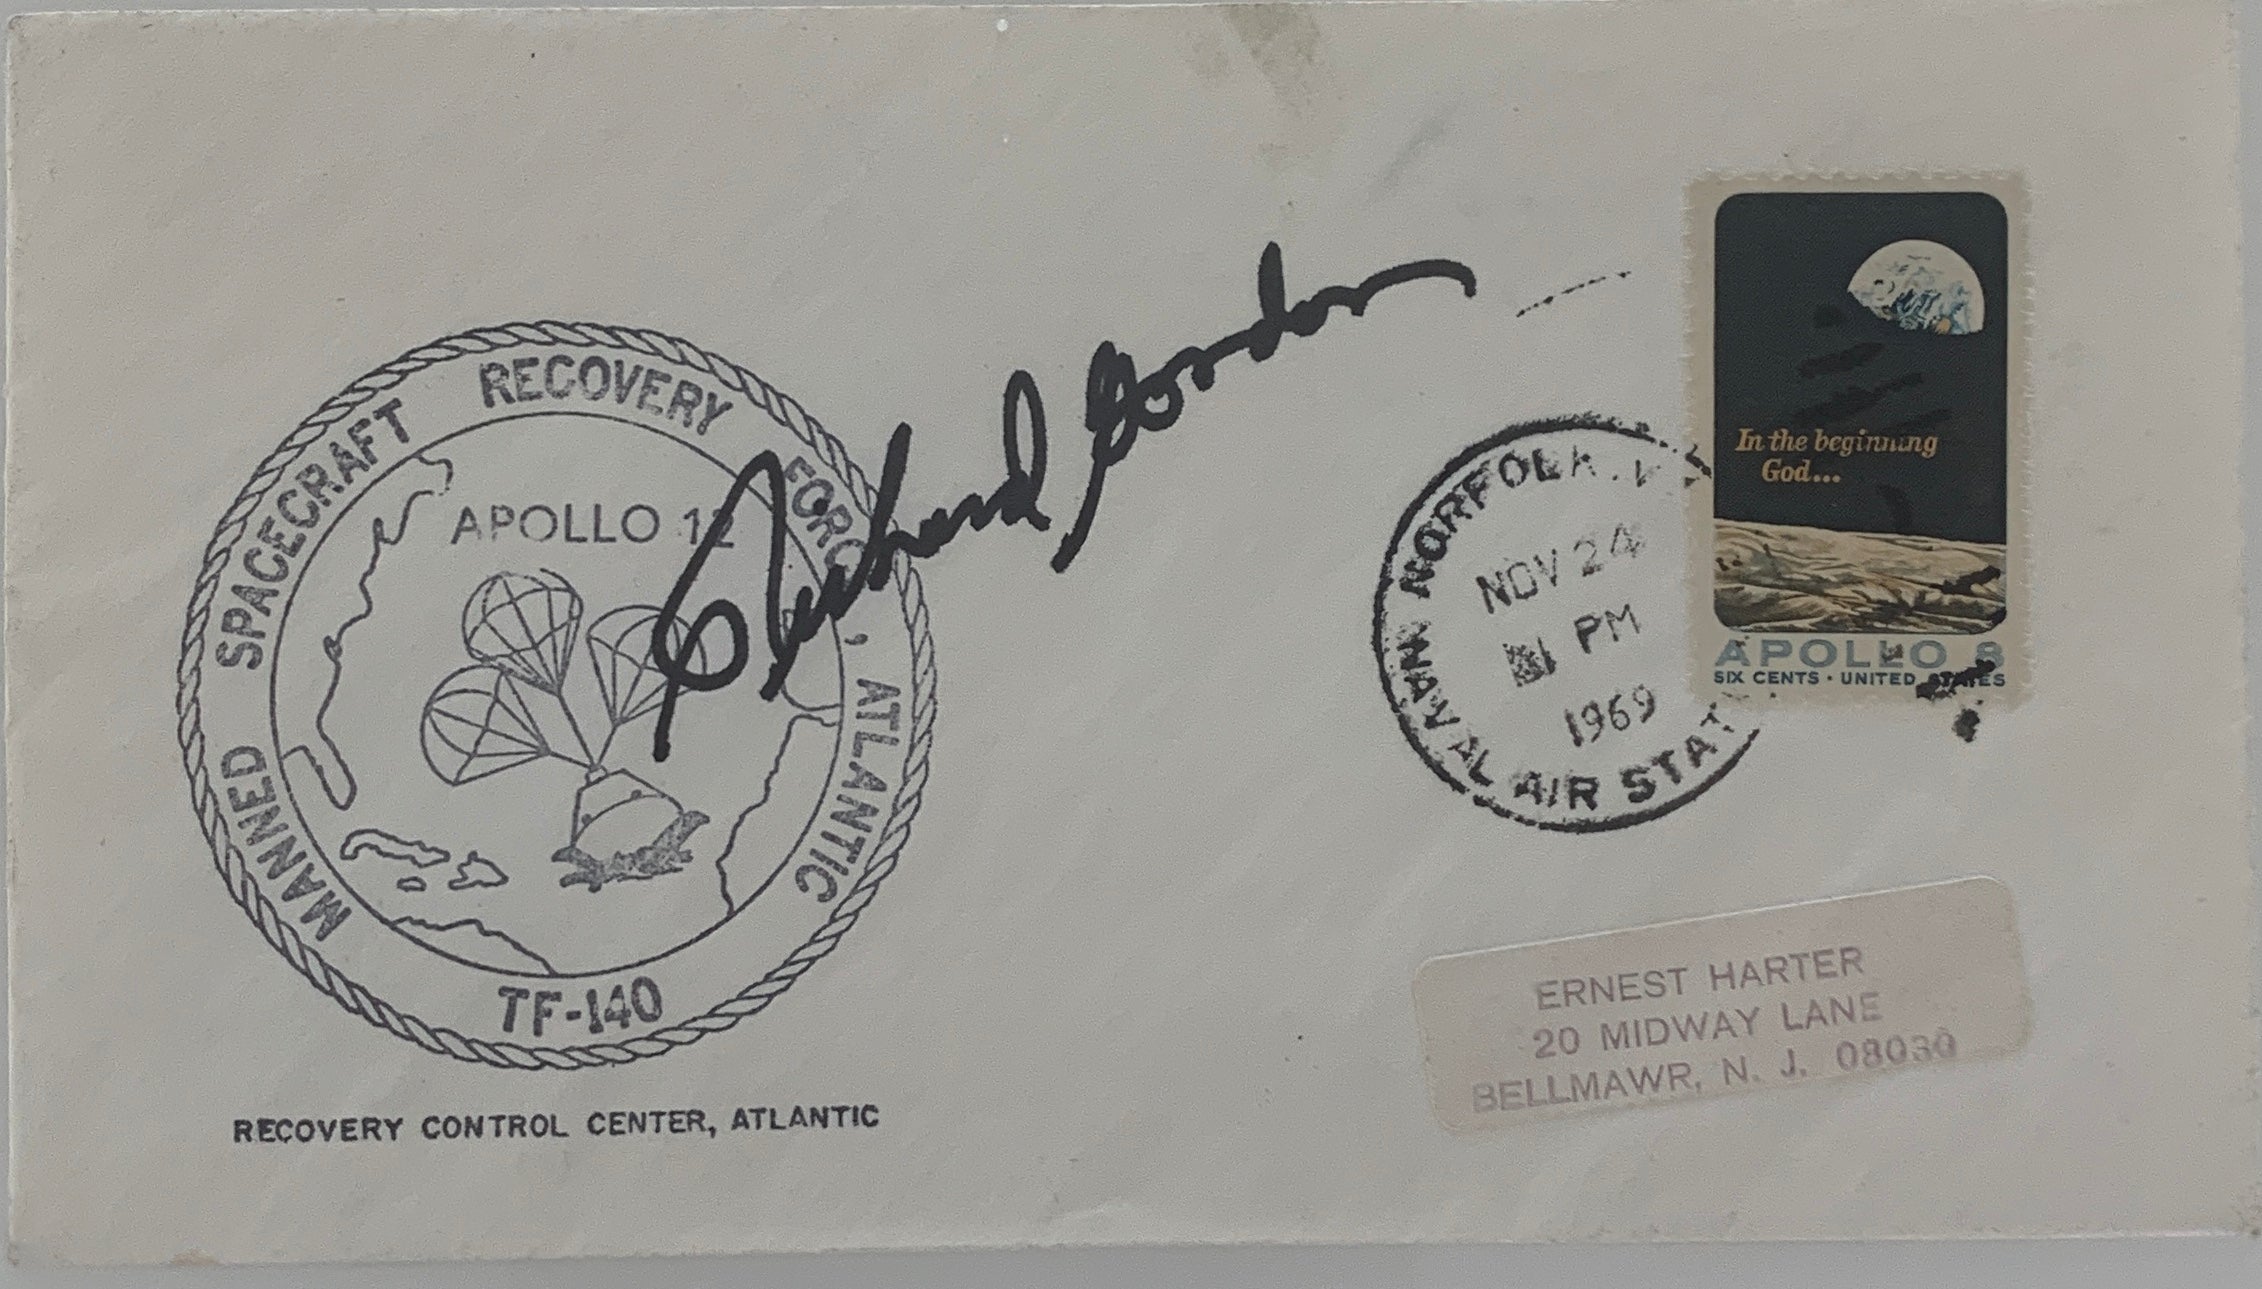 MANNED SPACECRAFT RECOVERY FORCE, ATLANTIC
APOLLO 12
TF-140
RECOVERY CONTROL CENTER, ATLANTIC
Richard Gordon
NORFOLK, V
NOV 24
PM
1969
NAVAL AIR STAT
In the beginning
God...
APOLLO 8
SIX CENTS · UNITED STATES
ERNEST HARTER
20 MIDWAY LANE
BELLMAWR, N. J. 08030